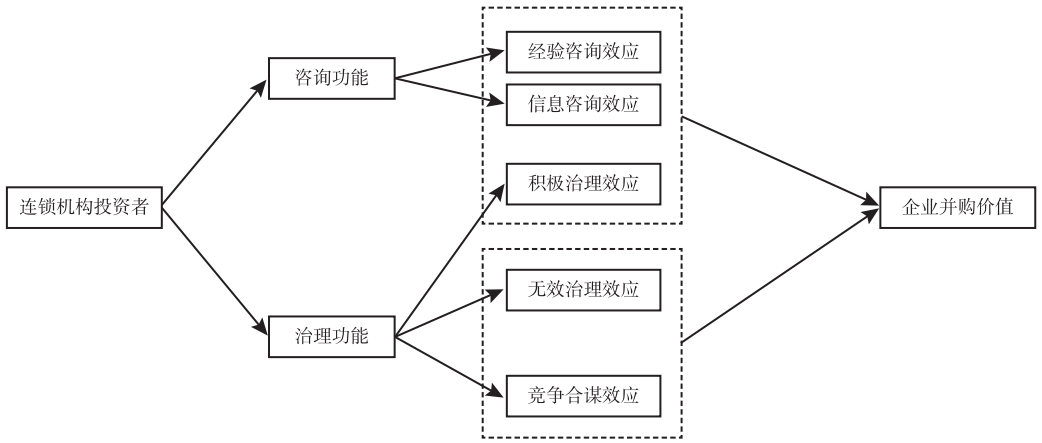 经验咨询效应
咨询功能
信息咨询效应
积极治理效应
连锁机构投资者
企业并购价值
无效治理效应
治理功能
竞争合谋效应